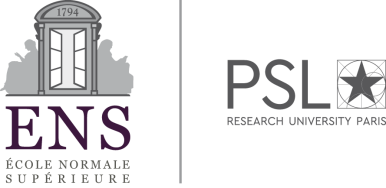 1794
ENS
ÉCOLE NORMALE
SUPÉRIEURE
PSL
RESEARCH UNIVERSITY PARIS